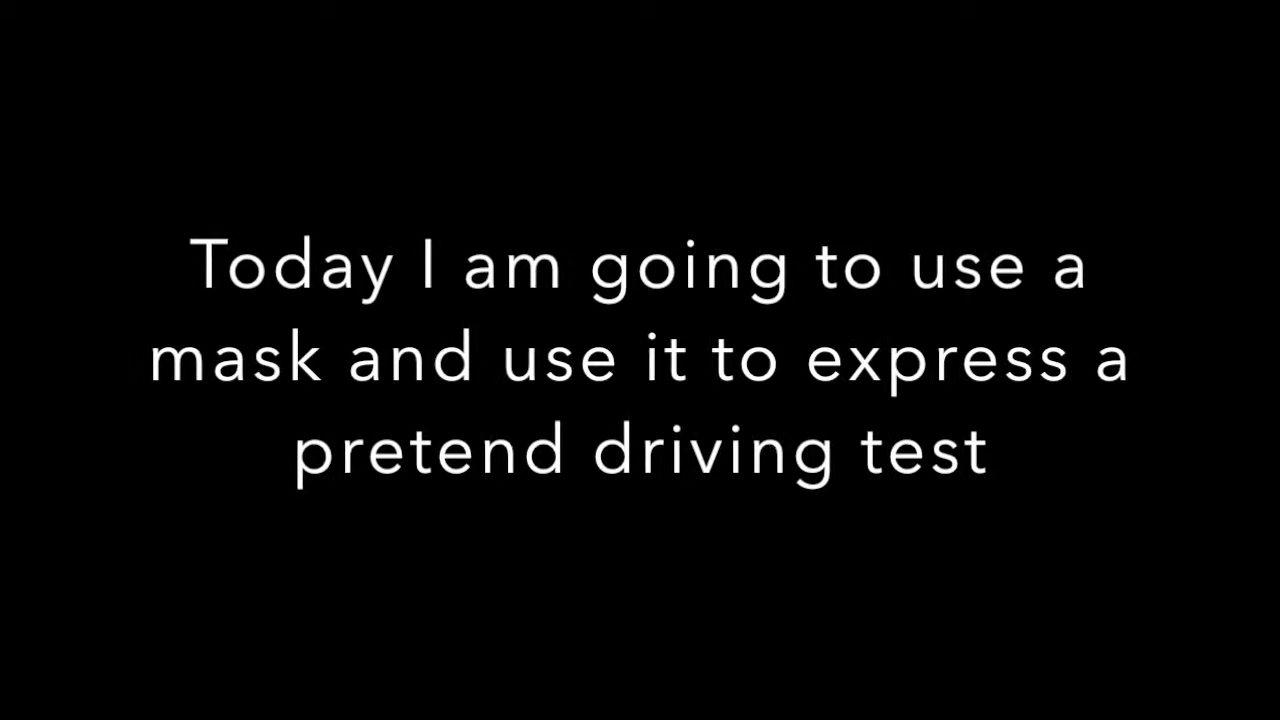 Today I am going to use a
mask and use it to express a
pretend driving test